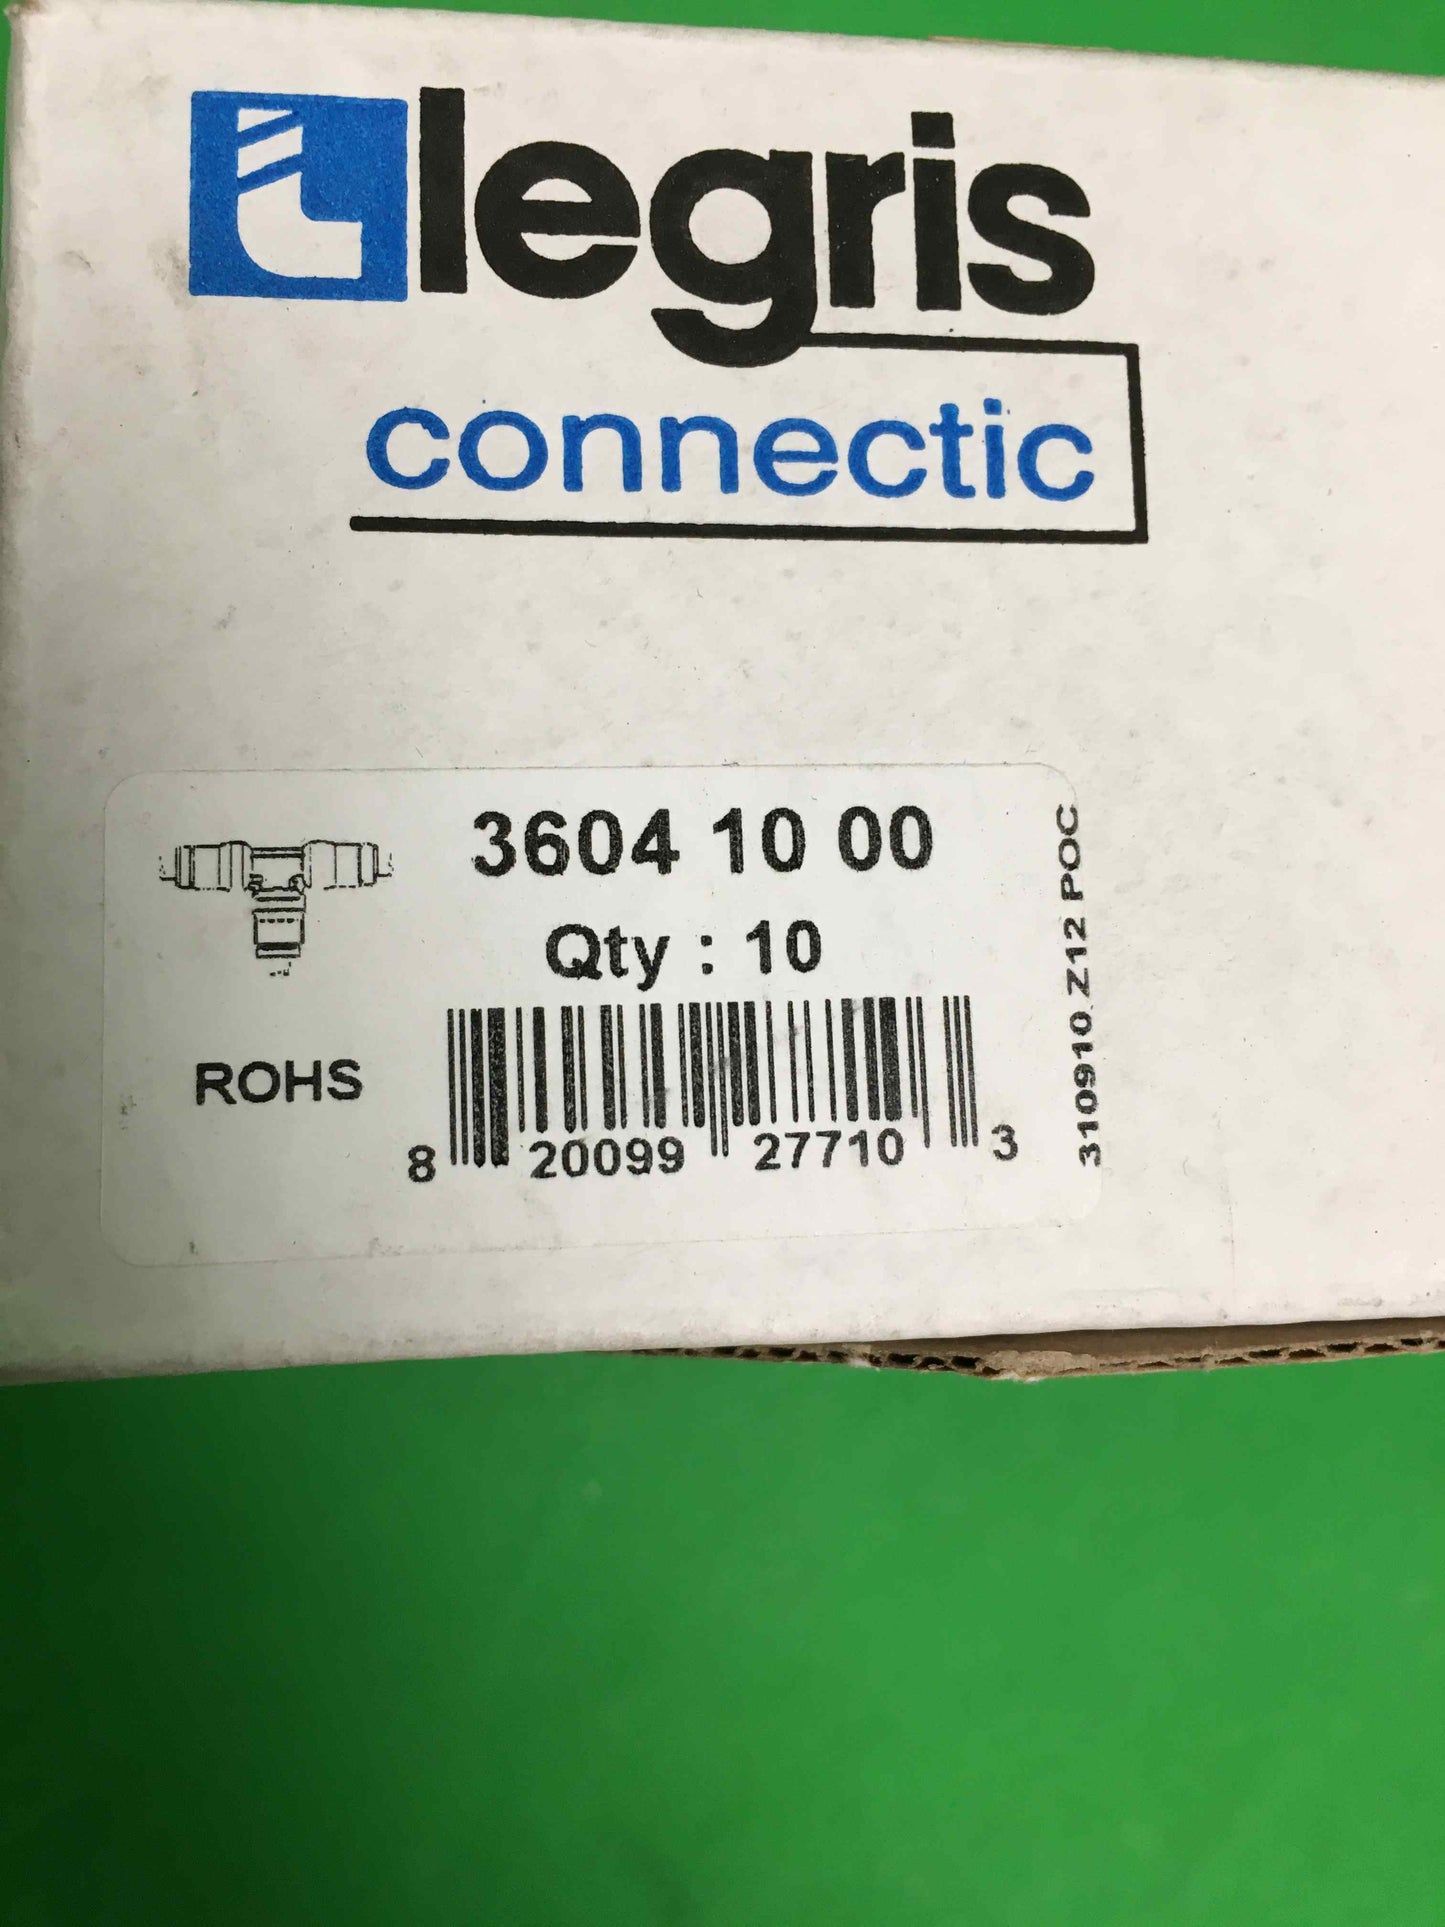 legris
connectic
3604 10 00
Qty : 10
ROHS
8 20099 27710 3
310910 Z12 POC